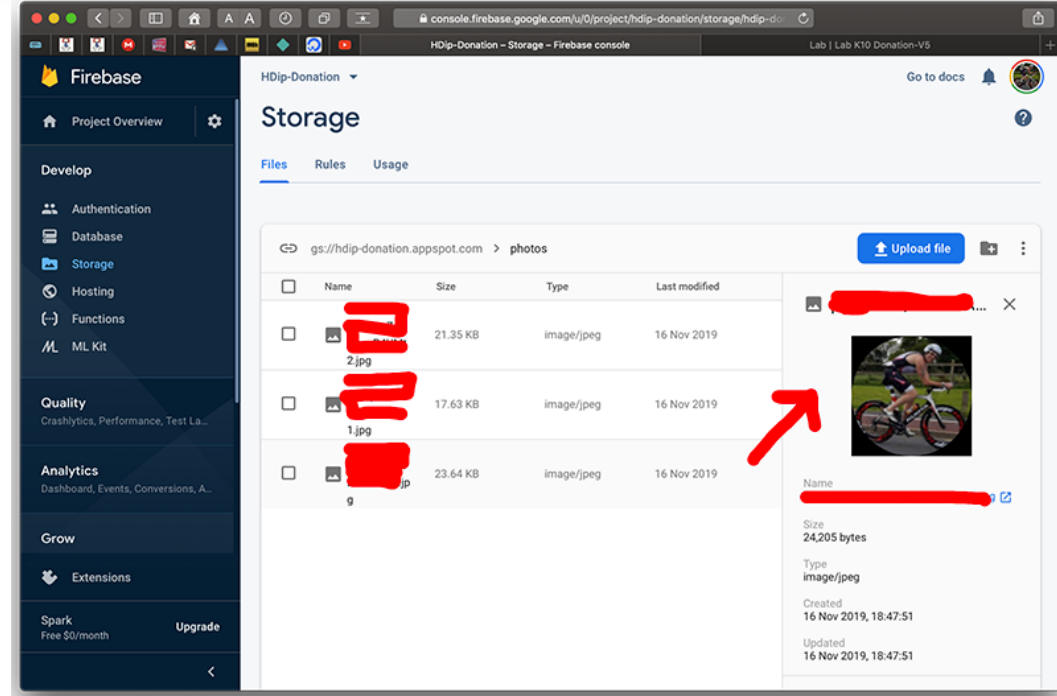 A A
console.firebase.google.com/u/0/project/hdip-donation/storage/hdip-do
HDip-Donation – Storage – Firebase console
Lab | Lab K10 Donation-V5
Firebase
HDip-Donation
Go to docs
Project Overview
Storage
Files Rules Usage
Develop
Authentication
Database
Storage
Hosting
Functions
ML Kit
gs://hdip-donation.appspot.com > photos
Upload file
Name Size Type Last modified
21.35 KB image/jpeg 16 Nov 2019
2.jpg
17.63 KB image/jpeg 16 Nov 2019
1.jpg
23.64 KB image/jpeg 16 Nov 2019
jp
g
Quality
Crashlytics, Performance, Test La...
Analytics
Dashboard, Events, Conversions, A...
Grow
Extensions
Spark
Free $0/month
Upgrade
Name
Size
24,205 bytes
Type
image/jpeg
Created
16 Nov 2019, 18:47:51
Updated
16 Nov 2019, 18:47:51